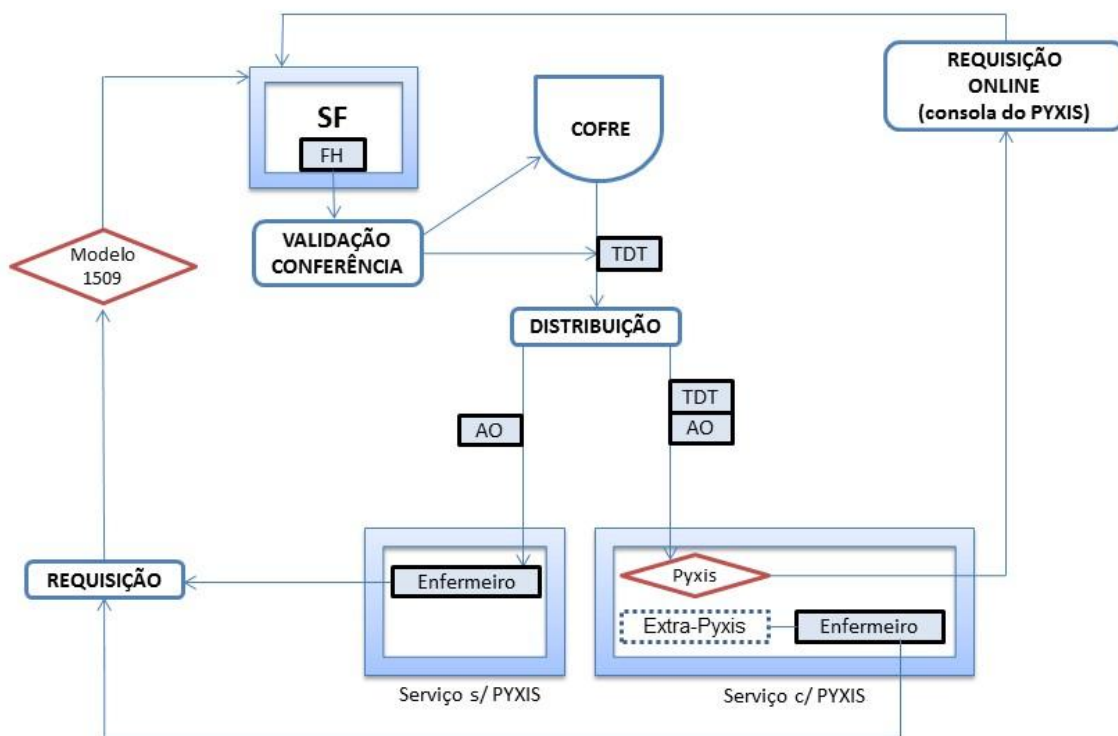 REQUISIÇÃO
ONLINE
(consola do PYXIS)
SF
FH
COFRE
VALIDAÇÃO
CONFERÊNCIA
TDT
Modelo
1509
DISTRIBUIÇÃO
TDT
AO
AO
REQUISIÇÃO
Enfermeiro
Pyxis
Extra-Pyxis
Enfermeiro
Serviço s/ PYXIS
Serviço c/ PYXIS